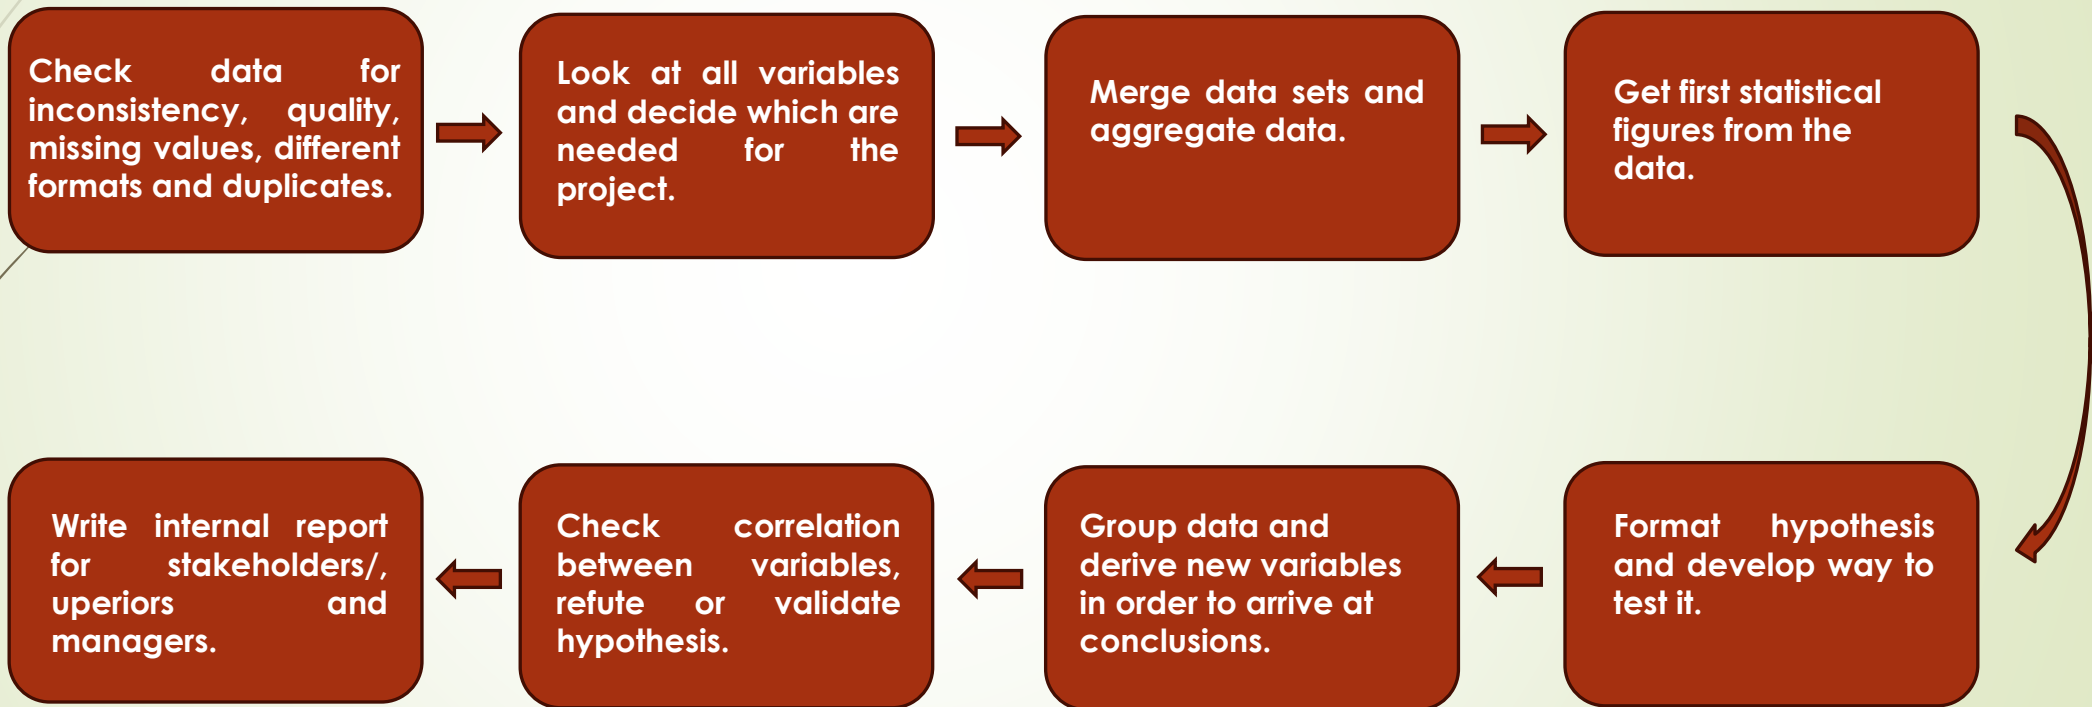 Check data for
inconsistency, quality,
missing values, different
formats and duplicates.
Look at all variables
and decide which are
needed for the
project.
Merge data sets and
aggregate data.
Get first statistical
figures from the
data.
Format hypothesis
and develop way to
test it.
Group data and
derive new variables
in order to arrive at
conclusions.
Check correlation
between variables,
refute or validate
hypothesis.
Write internal report
for stakeholders/,
uperiors and
managers.